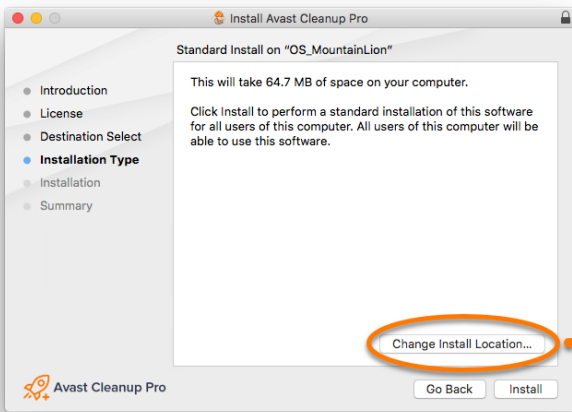 Install Avast Cleanup Pro
Standard Install on “OS_MountainLion”
Introduction
License
Destination Select
Installation Type
Installation
Summary
This will take 64.7 MB of space on your computer.
Click Install to perform a standard installation of this software
for all users of this computer. All users of this computer will be
able to use this software.
Change Install Location...
Avast Cleanup Pro
Go Back
Install